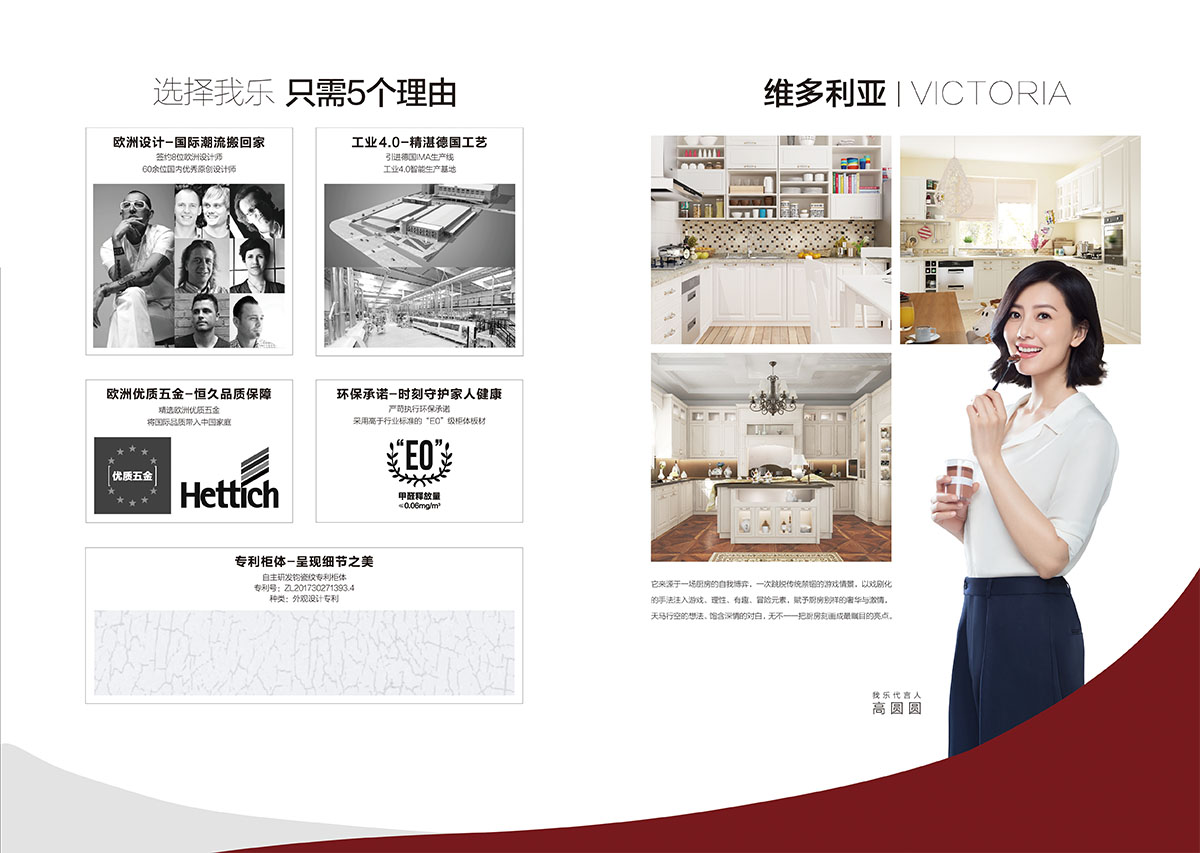 选择我乐 只需5个理由
欧洲设计-国际潮流搬回家
签约8位欧洲设计师
60余位国内优秀原创设计师
工业4.0-精湛德国工艺
引进德国IMA生产线
工业4.0智能生产基地
欧洲优质五金-恒久品质保障
精选欧洲优质五金
将国际品质带入中国家庭
优质五金
Hettich
环保承诺-时刻守护家人健康
严苛执行环保承诺
采用高于行业标准的“E0”级柜体板材
“E0”
甲醛释放量
≤0.06mg/m³
专利柜体-呈现细节之美
自主研发钧瓷纹专利柜体
专利号：ZL201730271393.4
种类：外观设计专利
维多利亚 | VICTORIA
它来源于一场厨房的自我博弈，一次跳脱传统禁锢的游戏情景，以戏剧化
的手法注入游戏、理性、有趣、冒险元素，赋予厨房别样的奢华与激情。
天马行空的想法、饱含深情的对白，无不一一把厨房刻画成最瞩目的亮点。
我乐代言人
高圆圆